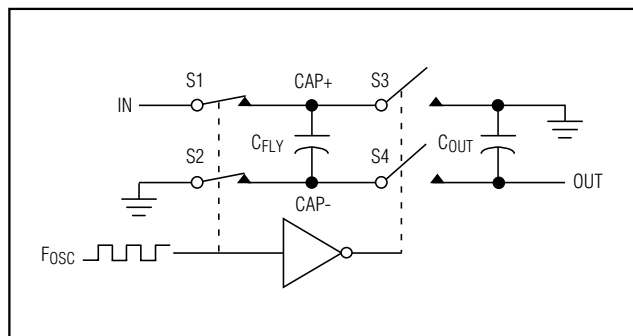 S1 CAP+ S3
IN
CFLY COUT
S2 S4
OUT
CAP-
FOSC